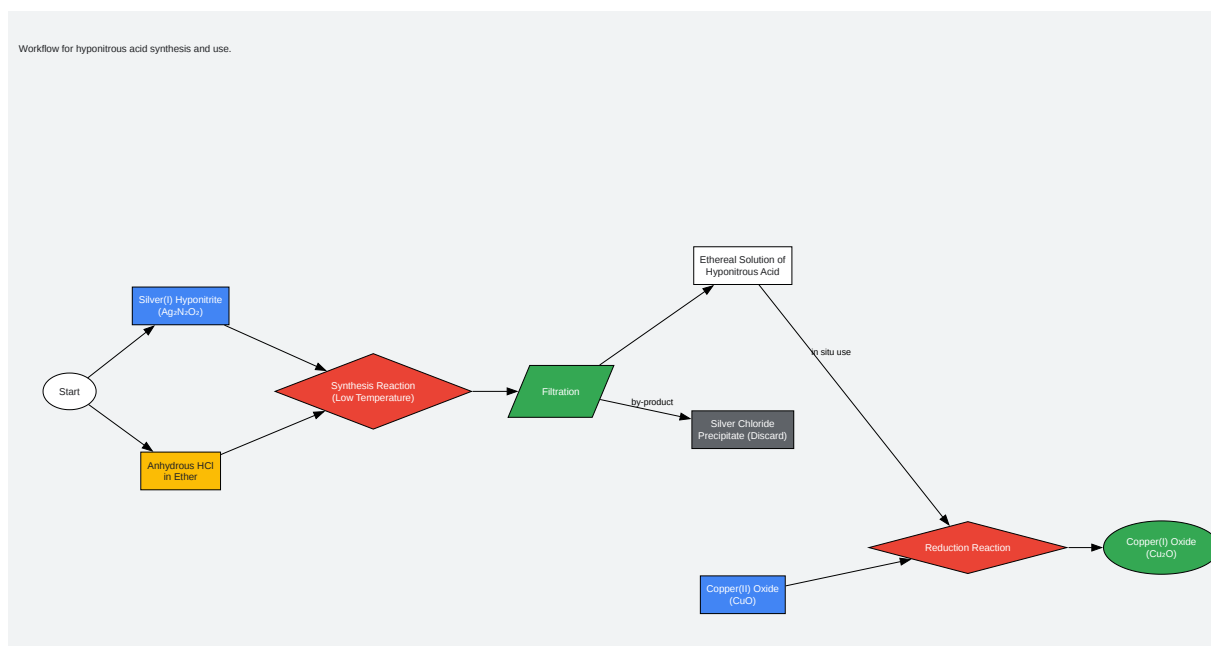 Workflow for hyponitrous acid synthesis and use.
Ethereal Solution of
Hyponitrous Acid
Silver(I) Hyponitrite
(Ag₂N₂O₂)
in situ use
Start
Synthesis Reaction
(Low Temperature)
Filtration
by-product
Silver Chloride
Precipitate (Discard)
Anhydrous HCl
in Ether
Reduction Reaction
Copper(I) Oxide
(Cu₂O)
Copper(II) Oxide
(CuO)